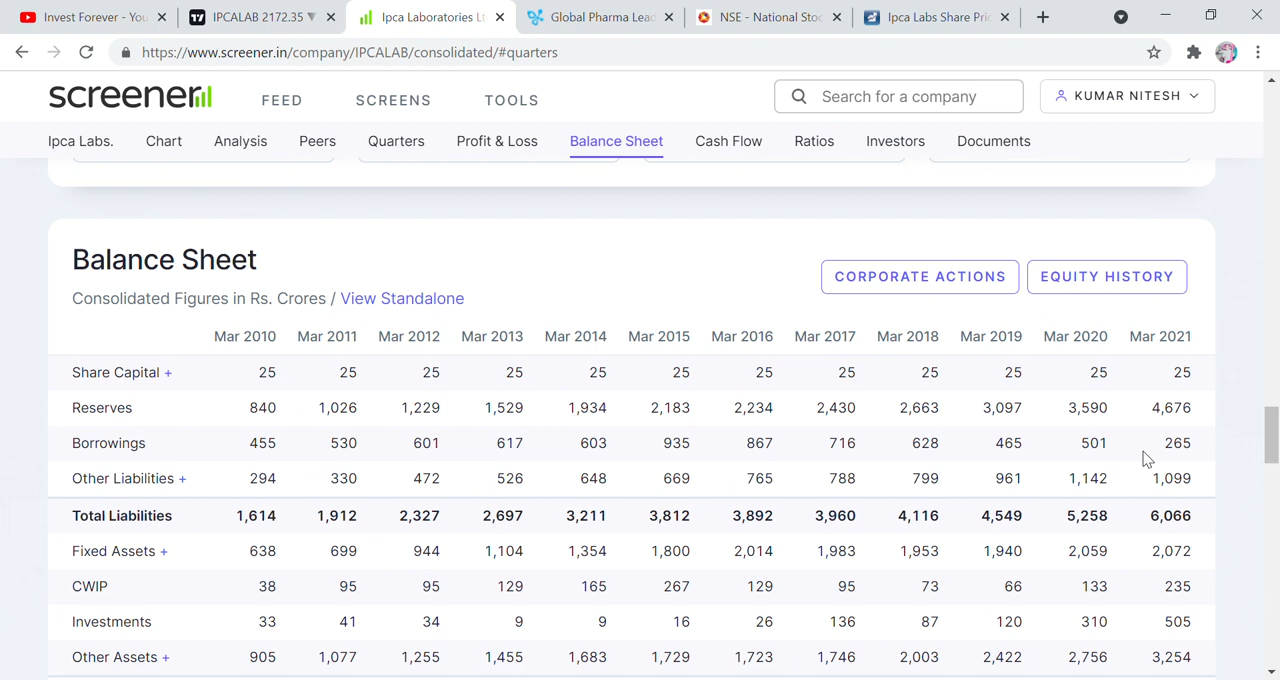 Invest Forever - You
IPCALAB 2172.35 ▼
Ipca Laboratories Lt
Global Pharma Lead
NSE - National Stoc
Ipca Labs Share Pric
https://www.screener.in/company/IPCALAB/consolidated/#quarters
screener
FEED
SCREENS
TOOLS
Search for a company
KUMAR NITESH
Ipca Labs. Chart Analysis Peers Quarters Profit & Loss Balance Sheet Cash Flow Ratios Investors Documents
Balance Sheet
CORPORATE ACTIONS
EQUITY HISTORY
Consolidated Figures in Rs. Crores / View Standalone
Mar 2010 Mar 2011 Mar 2012 Mar 2013 Mar 2014 Mar 2015 Mar 2016 Mar 2017 Mar 2018 Mar 2019 Mar 2020 Mar 2021
Share Capital + 25 25 25 25 25 25 25 25 25 25 25 25
Reserves 840 1,026 1,229 1,529 1,934 2,183 2,234 2,430 2,663 3,097 3,590 4,676
Borrowings 455 530 601 617 603 935 867 716 628 465 501 265
Other Liabilities + 294 330 472 526 648 669 765 788 799 961 1,142 1,099
Total Liabilities 1,614 1,912 2,327 2,697 3,211 3,812 3,892 3,960 4,116 4,549 5,258 6,066
Fixed Assets + 638 699 944 1,104 1,354 1,800 2,014 1,983 1,953 1,940 2,059 2,072
CWIP 38 95 95 129 165 267 129 95 73 66 133 235
Investments 33 41 34 9 9 16 26 136 87 120 310 505
Other Assets + 905 1,077 1,255 1,455 1,683 1,729 1,723 1,746 2,003 2,422 2,756 3,254